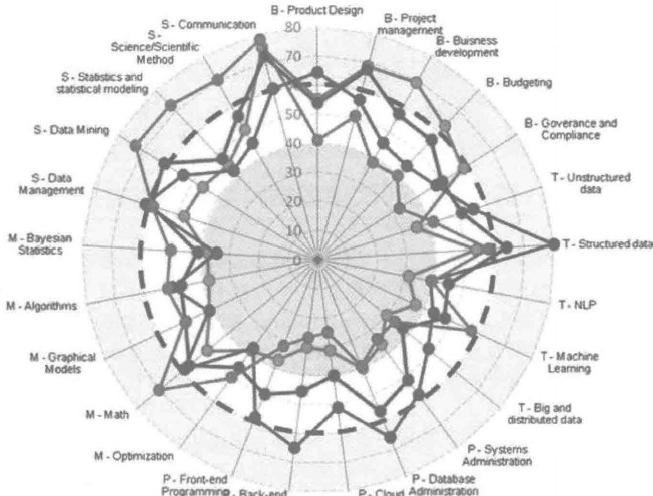 80
70
60
50
40
30
20
10
0
B - Product Design
B - Project
management
B - Buisness
development
B - Budgeting
B - Goverance and
Compliance
T - Unstructured
data
T - Structured data
T - NLP
T - Machine
Learning
T - Big and
distributed data
P - Systems
Administration
P - Database
Administration
P - Cloud
P - Back-end
P - Front-end
Programming
M - Optimization
M - Math
M - Graphical
Models
M - Algorithms
M - Bayesian
Statistics
S - Data
Management
S - Data Mining
S - Statistics and
statistical modeling
S -
Science/Scientific
Method
S - Communication